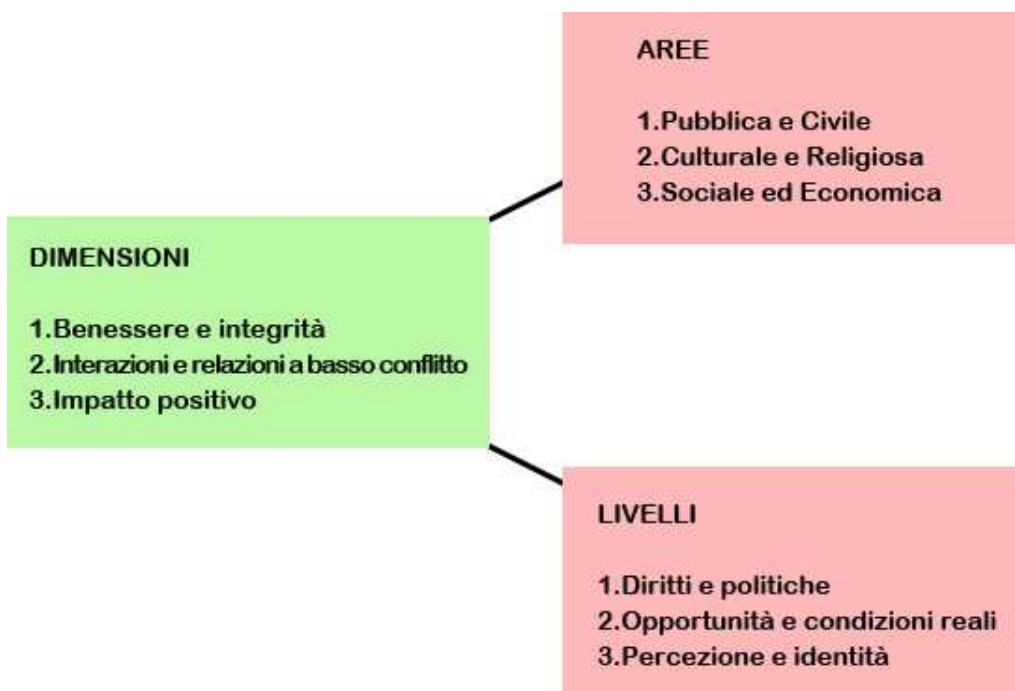 AREE
1.Pubblica e Civile
2.Culturale e Religiosa
3.Sociale ed Economica
DIMENSIONI
1.Benessere e integrità
2.Interazioni e relazioni a basso conflitto
3.Impatto positivo
LIVELLI
1.Diritti e politiche
2.Opportunità e condizioni reali
3.Percezione e identità